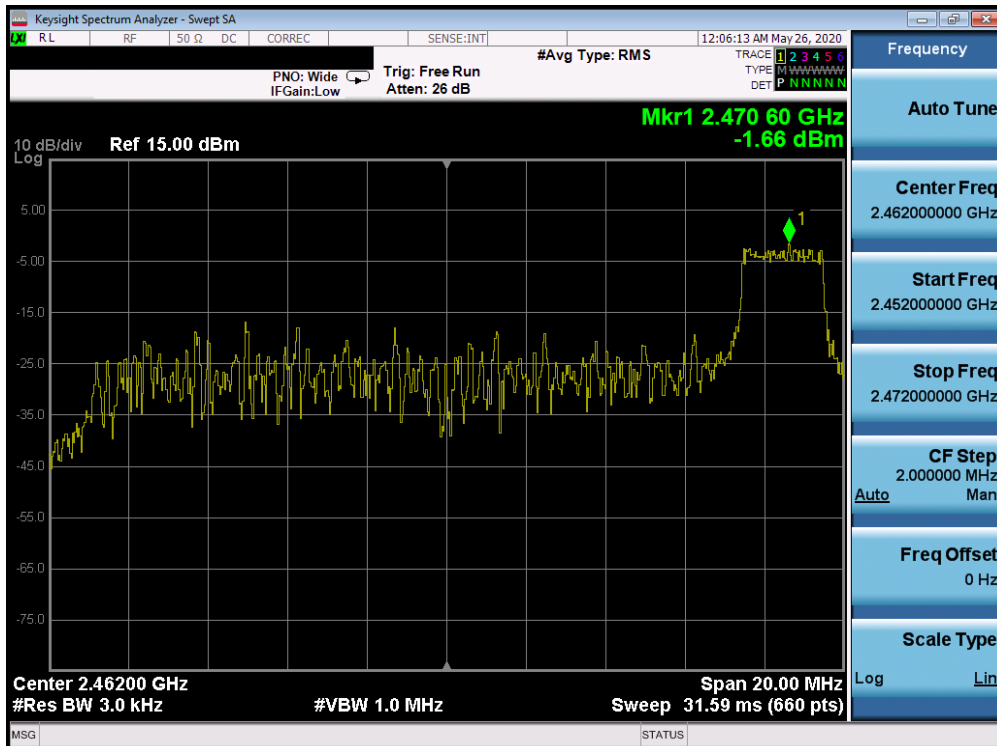 Keysight Spectrum Analyzer - Swept SA
LXI RL RF 50 Ω DC CORREC SENSE:INT 12:06:13 AM May 26, 2020
#Avg Type: RMS TRACE 1 2 3 4 5 6
PNO: Wide Trig: Free Run TYPE M WWWWW
IFGain:Low Atten: 26 dB DET P N N N N N
Mkr1 2.470 60 GHz
10 dB/div Ref 15.00 dBm -1.66 dBm
Log
1
5.00
-5.00
-15.0
-25.0
-35.0
-45.0
-55.0
-65.0
-75.0
Center 2.46200 GHz Span 20.00 MHz
#Res BW 3.0 kHz #VBW 1.0 MHz Sweep 31.59 ms (660 pts)
MSG STATUS
Frequency
Auto Tune
Center Freq
2.462000000 GHz
Start Freq
2.452000000 GHz
Stop Freq
2.472000000 GHz
CF Step
2.000000 MHz
Auto Man
Freq Offset
0 Hz
Scale Type
Log Lin